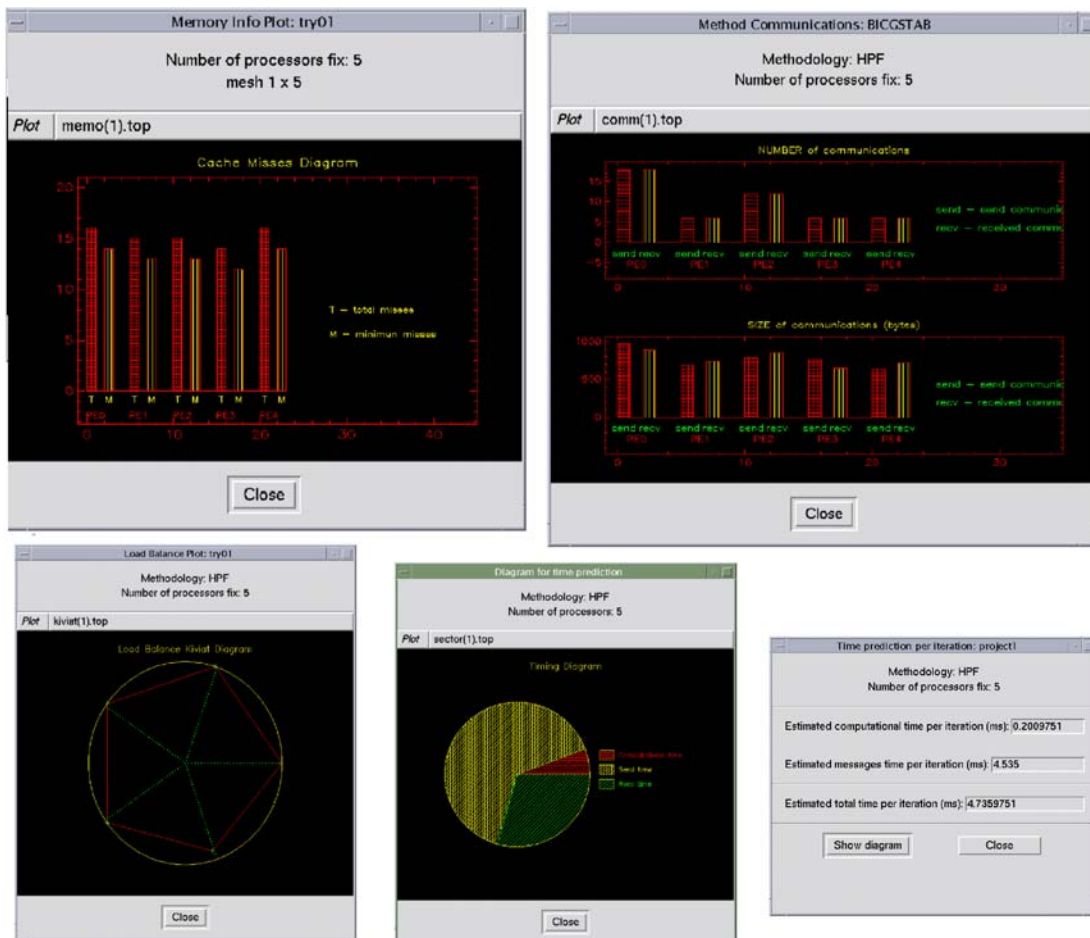 Memory Info Plot: try01
Number of processors fix: 5
mesh 1 x 5
Plot memo(1).top
Cache Misses Diagram
20
15
10
5
0
T – total misses
M – minimun misses
T M T M T M T M T M
PE0 PE1 PE2 PE3 PE4
0 20 40
Close
Method Communications: BICGSTAB
Methodology: HPF
Number of processors fix: 5
Plot comm(1).top
NUMBER of communications
15
10
5
0
−5
send – send communic
recv – received commu
send recv send recv send recv send recv send recv
PE0 PE1 PE2 PE3 PE4
0 10 20 30
SIZE of communications (bytes)
1000
500
0
send – send communic
recv – received commu
send recv send recv send recv send recv send recv
PE0 PE1 PE2 PE3 PE4
0 10 20 30
Close
Load Balance Plot: try01
Methodology: HPF
Number of processors fix: 5
Plot kiviat(1).top
Load Balance Kiviat Diagram
Close
Diagram for time prediction
Methodology: HPF
Number of processors: 5
Plot sector(1).top
Timing Diagram
Send time
Close
Time prediction per iteration: project1
Methodology: HPF
Number of processors fix: 5
Estimated computational time per iteration (ms): 0.2009751
Estimated messages time per iteration (ms): 4.535
Estimated total time per iteration (ms): 4.7359751
Show diagram Close